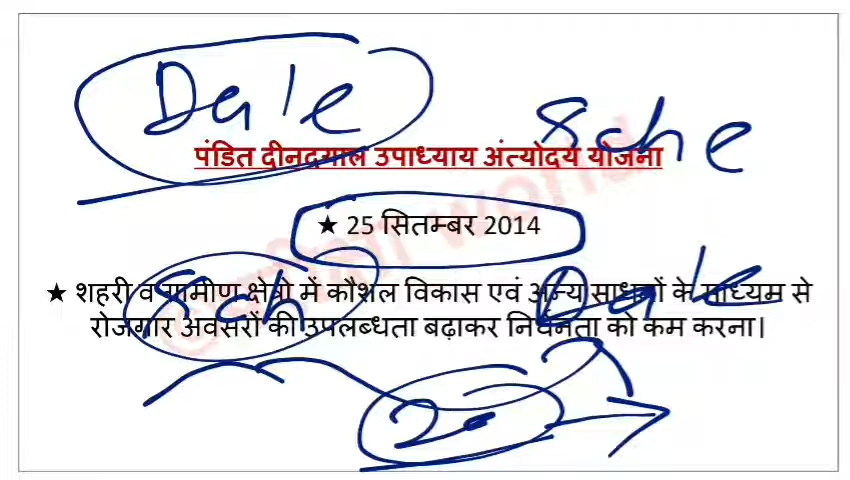 Date
Sche
पंडित दीनदयाल उपाध्याय अंत्योदय योजना
★ 25 सितम्बर 2014
★ शहरी व ग्रामीण क्षेत्रो में कौशल विकास एवं अन्य साधनों के माध्यम से
रोजगार अवसरों की उपलब्धता बढ़ाकर निर्धनता को कम करना।
Sch
Date